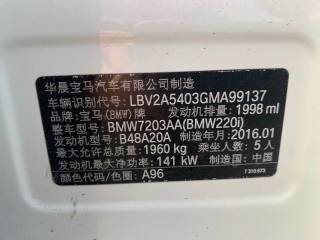 华晨宝马汽车有限公司制造
车辆识别代号: LBV2A5403GMA99137
品牌: 宝马(BMW)牌 发动机排量: 1998 ml
整车型号: BMW7203AA(BMW220i)
发动机型号: B48A20A 制造年月: 2016.01
最大允许总质量: 1960 kg 乘坐人数: 5 人
发动机最大净功率: 141 kW 制造国: 中国
颜色代码/色图: A96